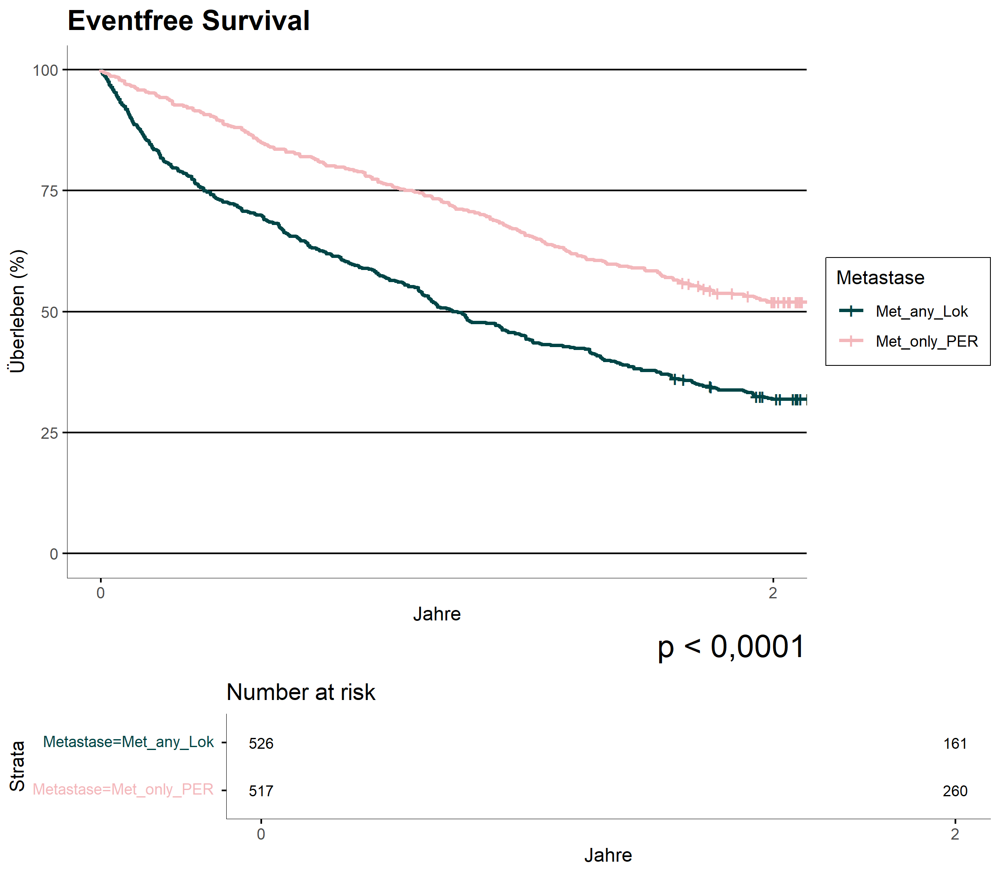 Eventfree Survival
100
75
50
25
0
Überleben (%)
0 2
Jahre
Metastase
Met_any_Lok
Met_only_PER
p < 0,0001
Number at risk
Strata
Metastase=Met_any_Lok 526 161
Metastase=Met_only_PER 517 260
0 2
Jahre